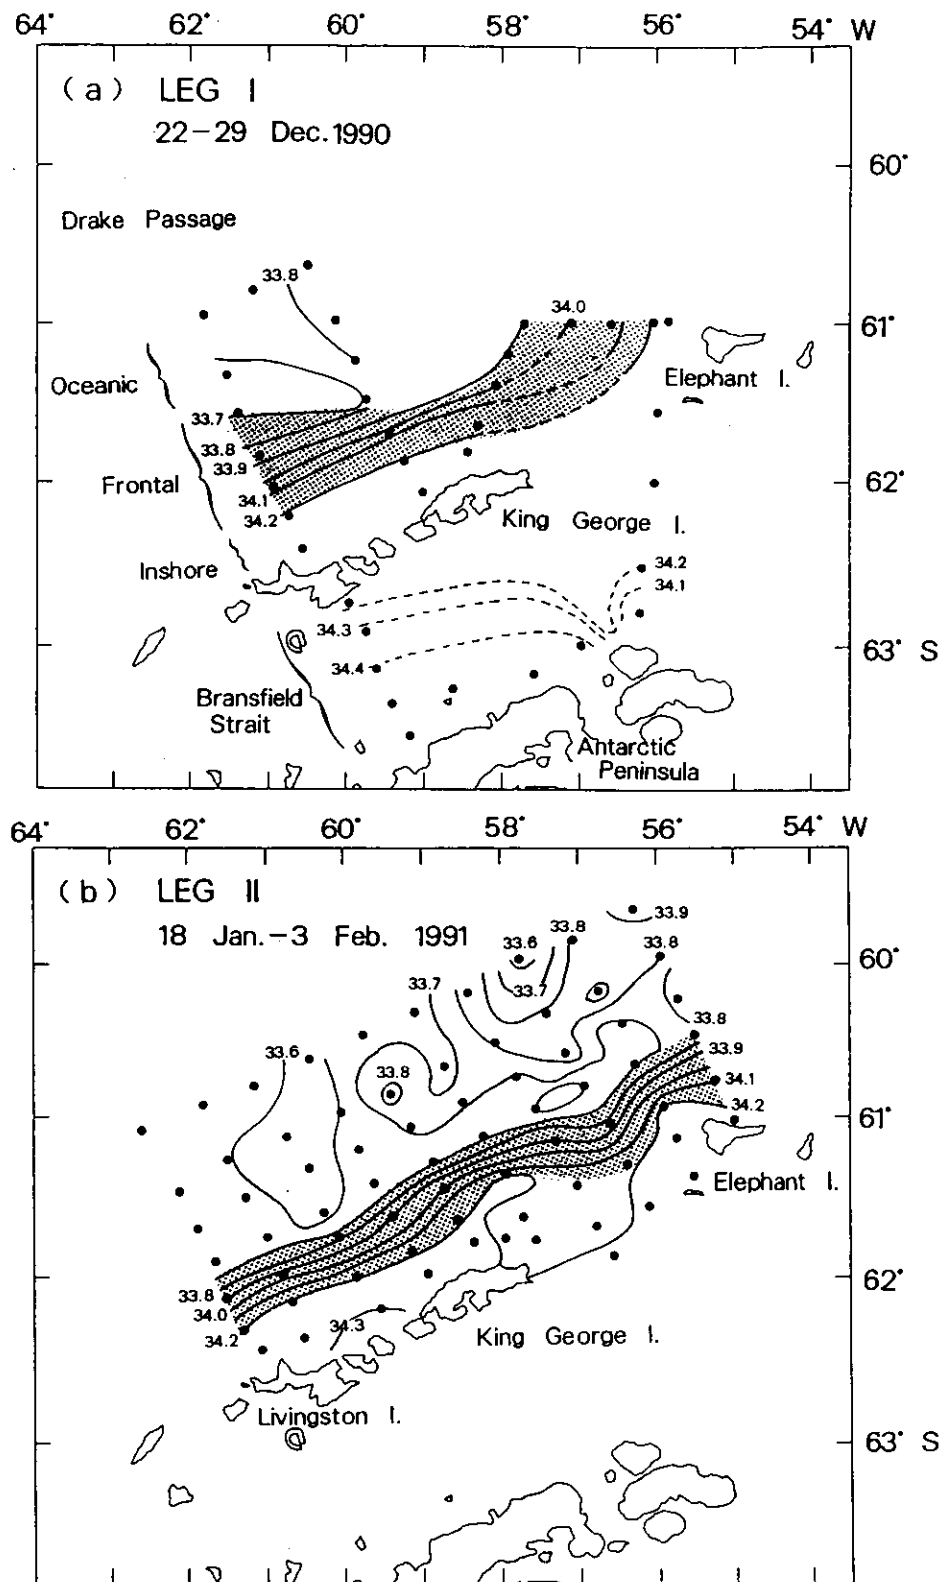 64° 62° 60° 58° 56° 54° W
(a) LEG I
22-29 Dec. 1990
60°
Drake Passage
33.8
34.0
61°
Elephant I.
Oceanic
33.7
33.8
33.9
Frontal
62°
34.1
34.2
King George I.
Inshore
34.2
34.1
34.3
63° S
34.4
Bransfield
Strait
Antarctic
Peninsula
64° 62° 60° 58° 56° 54° W
(b) LEG II
18 Jan.-3 Feb. 1991
33.9
33.8
33.6
33.8
60°
33.7
33.7
33.8
33.6
33.9
33.8
34.1
34.2
61°
Elephant I.
62°
33.8
34.0
34.2
34.3
King George I.
Livingston I.
63° S